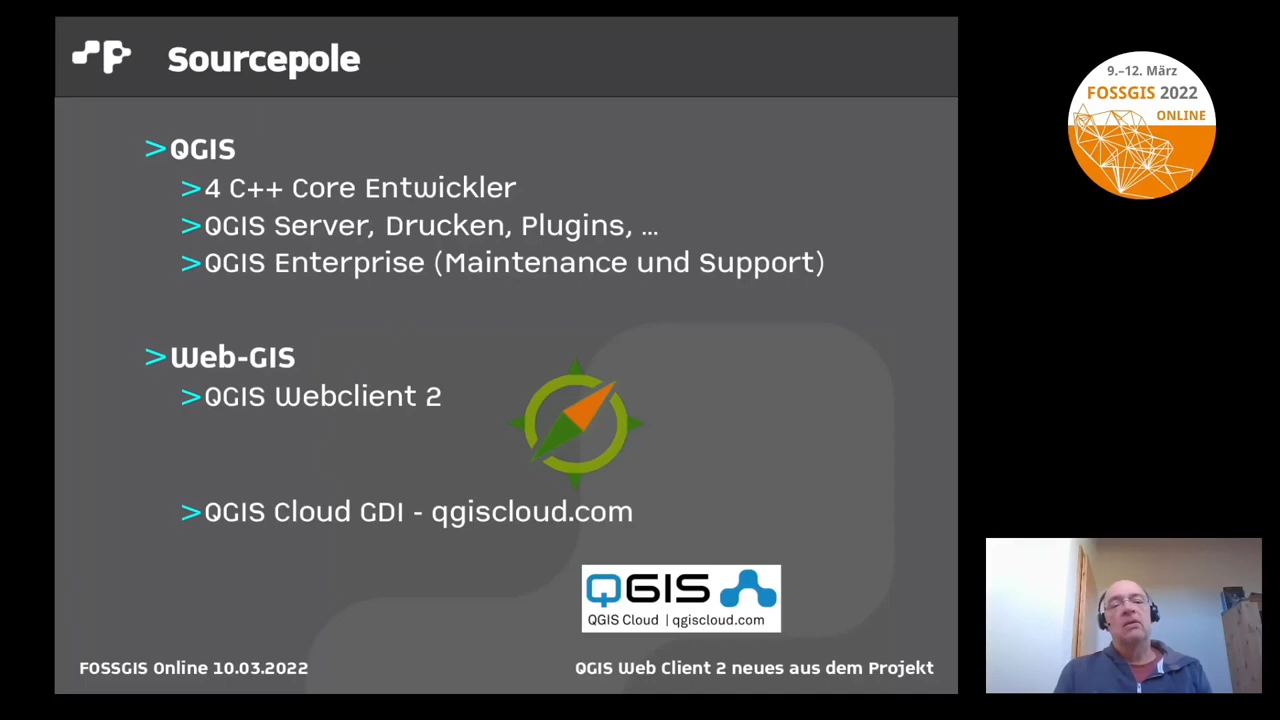 Sourcepole
> QGIS
> 4 C++ Core Entwickler
> QGIS Server, Drucken, Plugins, ...
> QGIS Enterprise (Maintenance und Support)
> Web-GIS
> QGIS Webclient 2
> QGIS Cloud GDI - qgiscloud.com
QGIS
QGIS Cloud | qgiscloud.com
FOSSGIS Online 10.03.2022
QGIS Web Client 2 neues aus dem Projekt
9.–12. März
FOSSGIS 2022
ONLINE